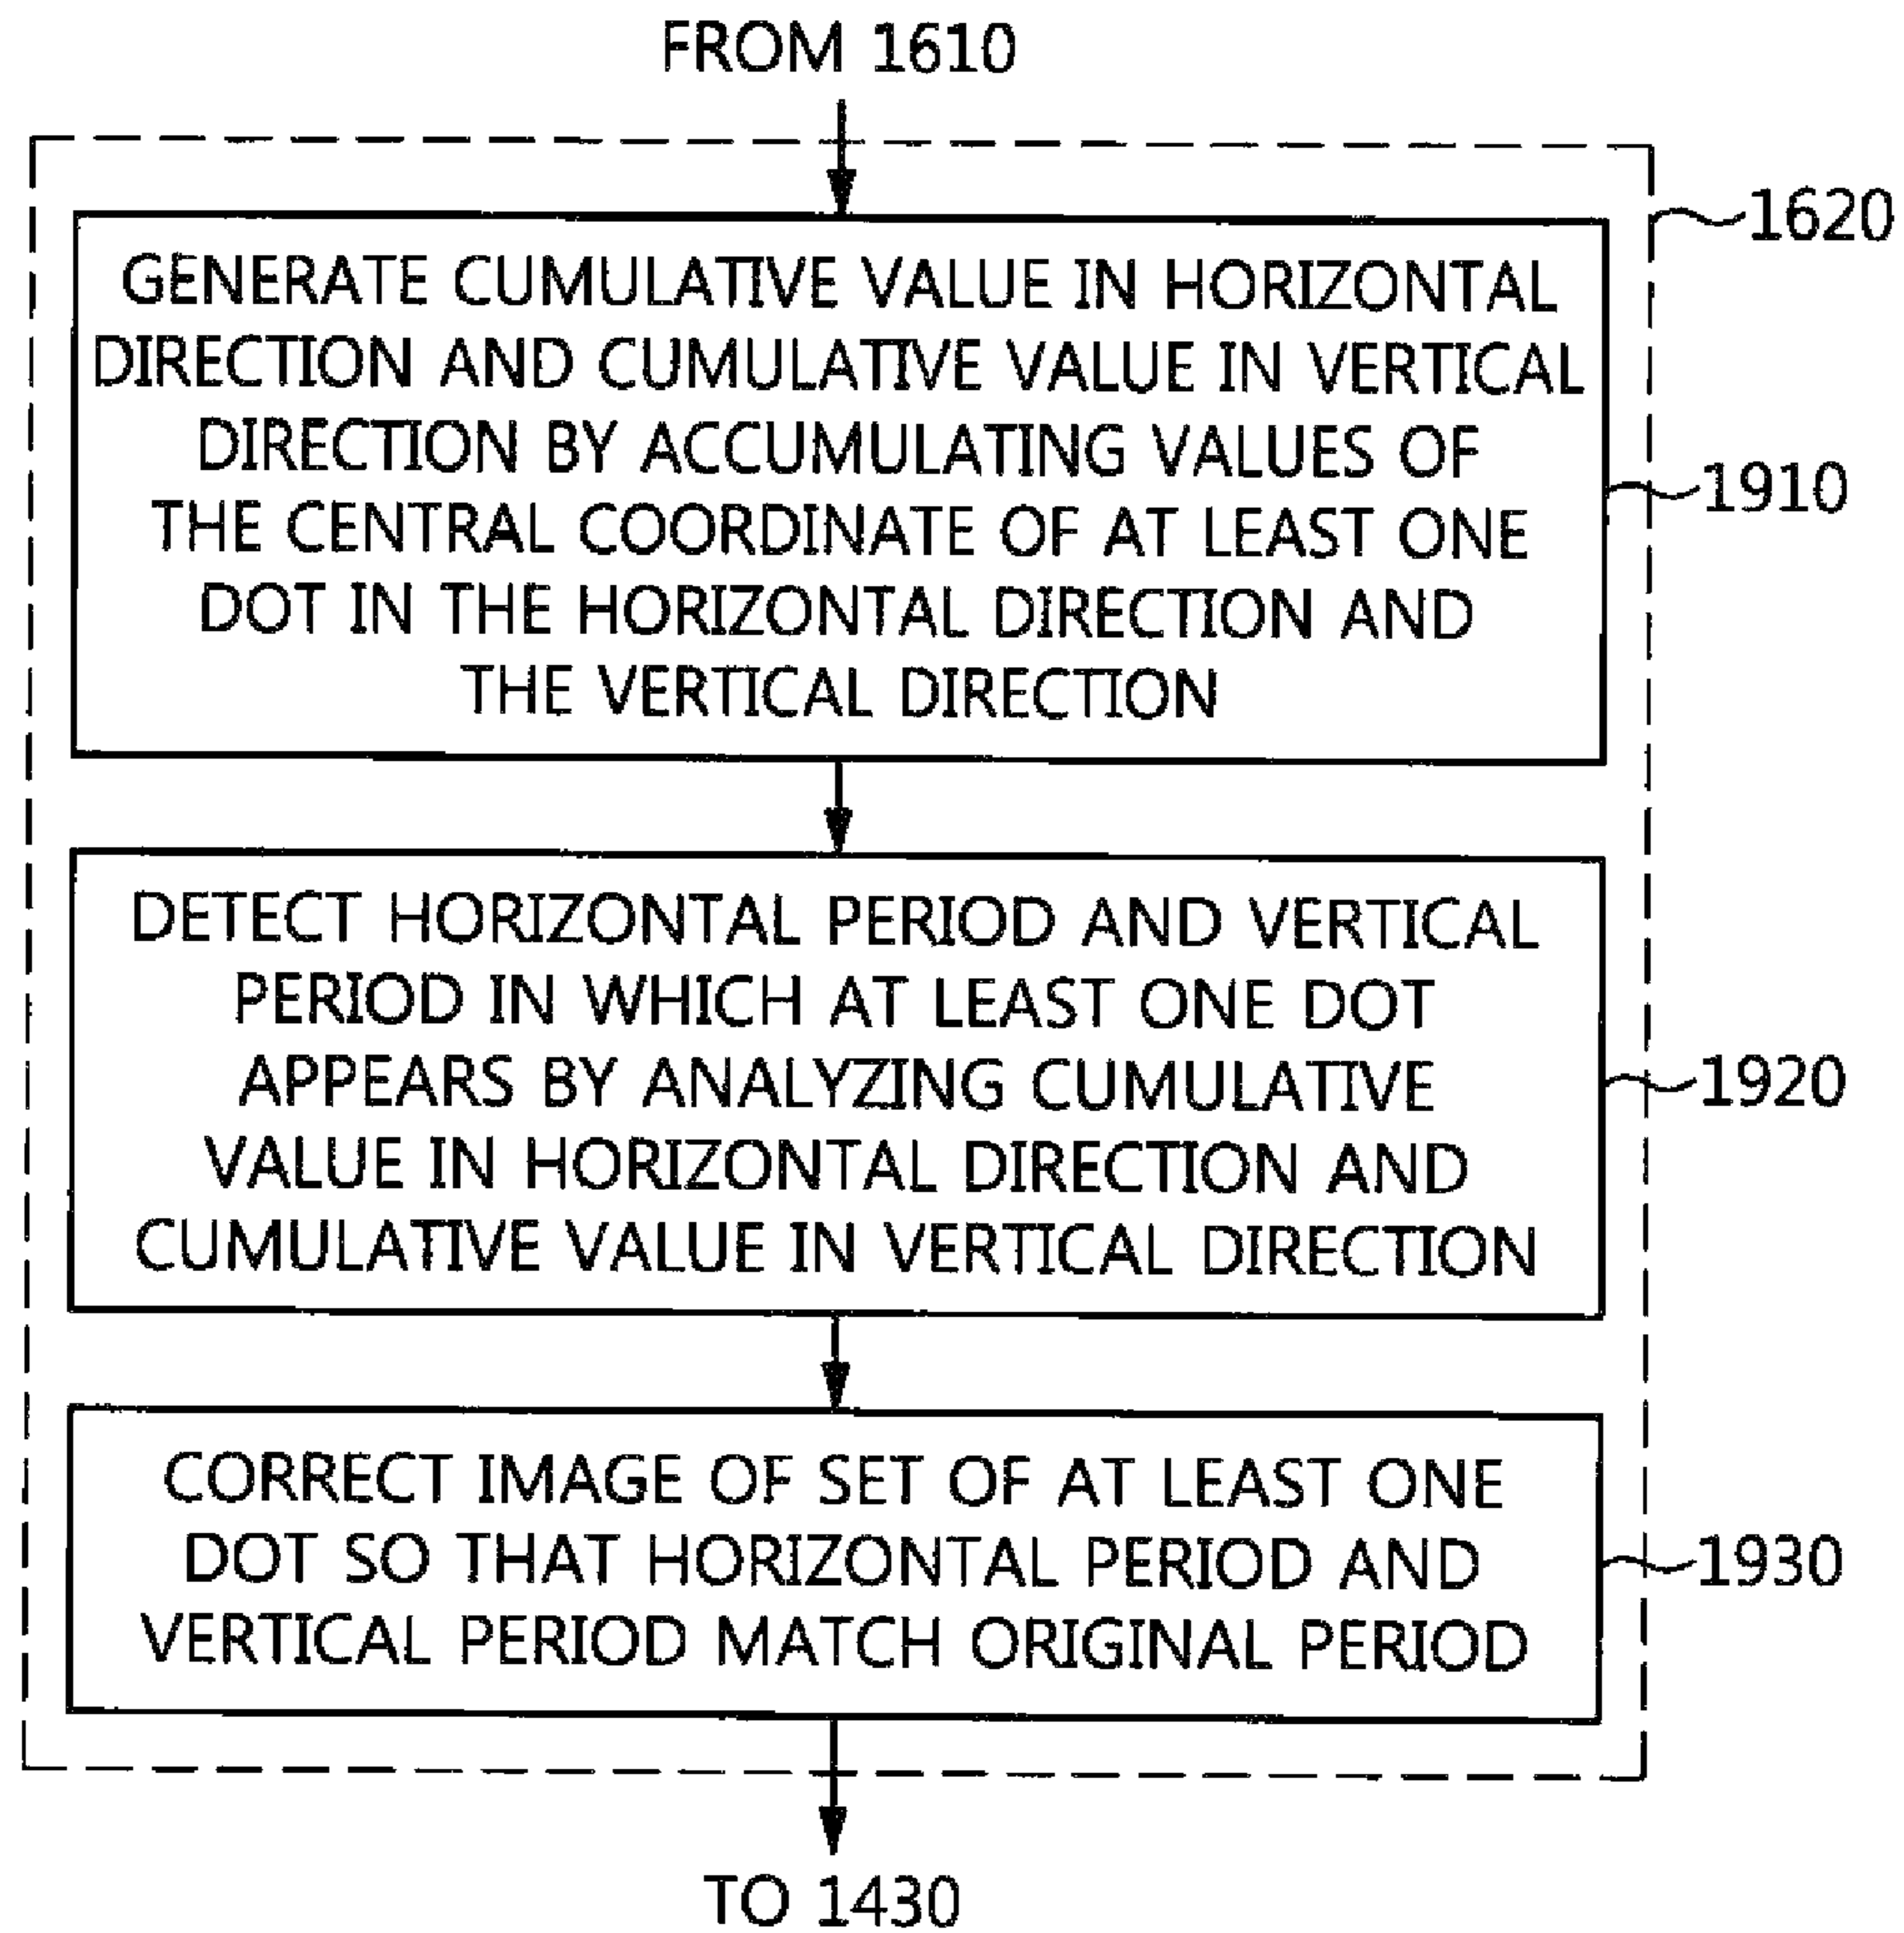 FROM 1610
1620
GENERATE CUMULATIVE VALUE IN HORIZONTAL
DIRECTION AND CUMULATIVE VALUE IN VERTICAL
DIRECTION BY ACCUMULATING VALUES OF
THE CENTRAL COORDINATE OF AT LEAST ONE
DOT IN THE HORIZONTAL DIRECTION AND
THE VERTICAL DIRECTION
1910
DETECT HORIZONTAL PERIOD AND VERTICAL
PERIOD IN WHICH AT LEAST ONE DOT
APPEARS BY ANALYZING CUMULATIVE
VALUE IN HORIZONTAL DIRECTION AND
CUMULATIVE VALUE IN VERTICAL DIRECTION
1920
CORRECT IMAGE OF SET OF AT LEAST ONE
DOT SO THAT HORIZONTAL PERIOD AND
VERTICAL PERIOD MATCH ORIGINAL PERIOD
1930
TO 1430